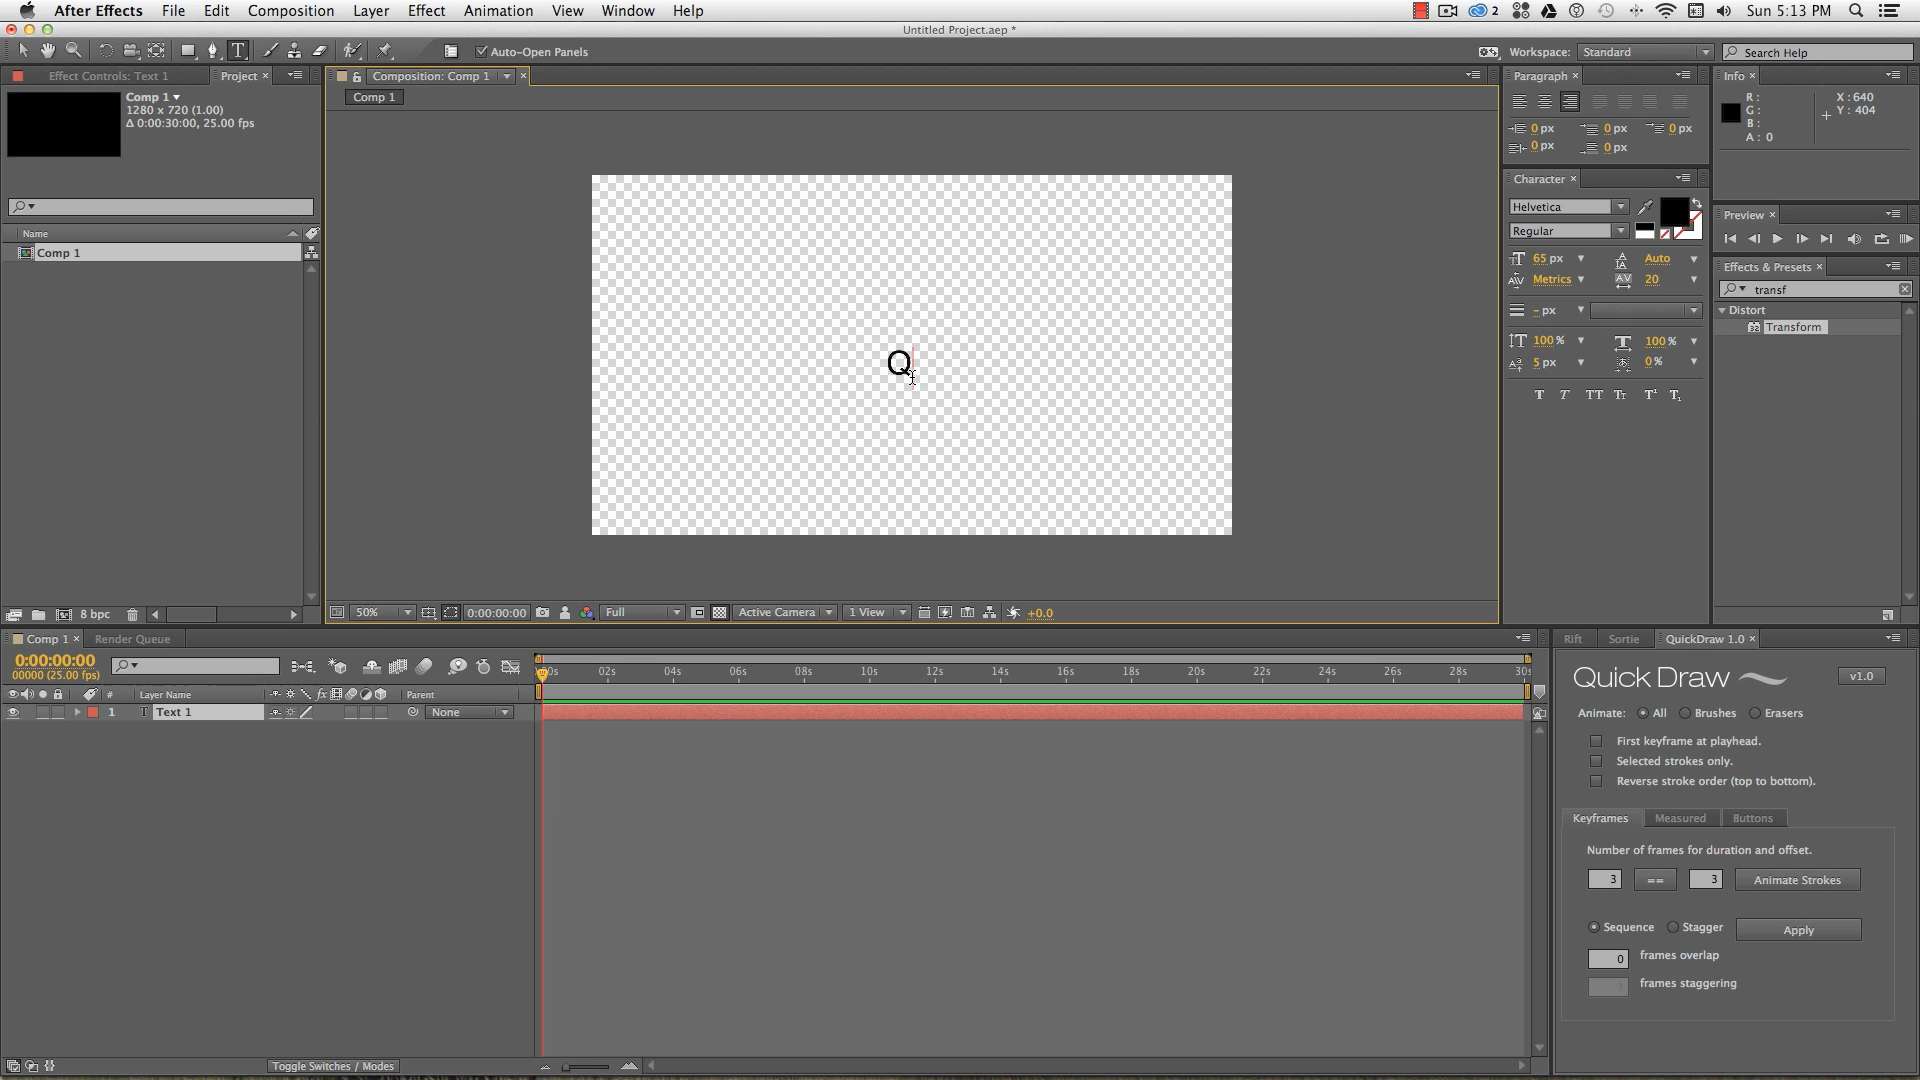 After Effects File Edit Composition Layer Effect Animation View Window Help 2 Sun 5:13 PM
Untitled Project.aep *
T Auto-Open Panels Workspace: Standard Search Help
Effect Controls: Text 1 Project × Composition: Comp 1 × Paragraph × Info ×
Comp 1
1280 x 720 (1.00)
Δ 0:00:30:00, 25.00 fps
Comp 1
0 px 0 px 0 px
0 px 0 px
R :
G :
B :
A : 0
X : 640
Y : 404
Character ×
Helvetica
Regular
65 px Auto
Metrics 20
- px
100 % 100 %
5 px 0 %
T T TT Tt T¹ T₁
Preview ×
Effects & Presets ×
transf
Distort
Transform
Name
Comp 1
Q
8 bpc
50% 0:00:00:00 Full Active Camera 1 View +0.0
Comp 1 × Render Queue
0:00:00:00
00000 (25.00 fps)
00s 02s 04s 06s 08s 10s 12s 14s 16s 18s 20s 22s 24s 26s 28s 30s
# Layer Name fx Parent
1 T Text 1 None
Toggle Switches / Modes
Rift Sortie QuickDraw 1.0 ×
Quick Draw v1.0
Animate: All Brushes Erasers
First keyframe at playhead.
Selected strokes only.
Reverse stroke order (top to bottom).
Keyframes Measured Buttons
Number of frames for duration and offset.
3 == 3 Animate Strokes
Sequence Stagger Apply
0 frames overlap
frames staggering